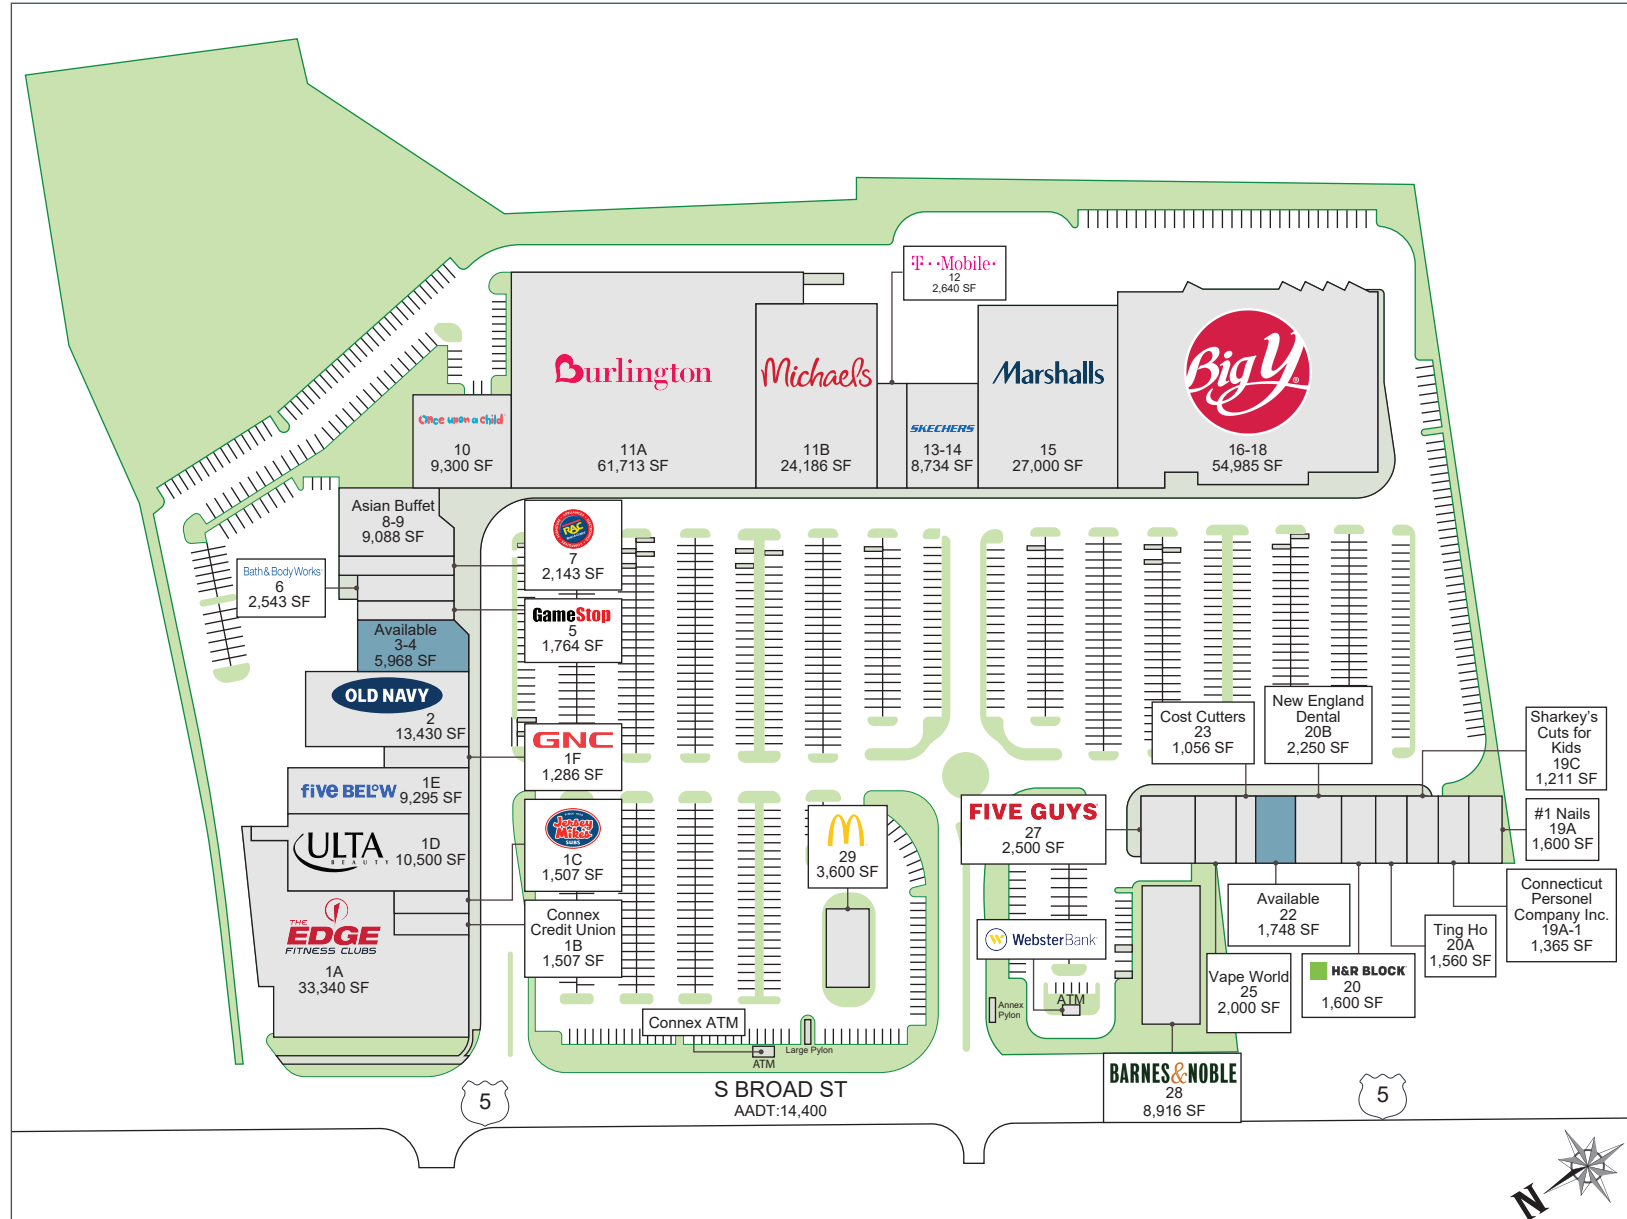 T··Mobile·
12
2,640 SF
Burlington
11A
61,713 SF
Michaels
11B
24,186 SF
Marshalls
15
27,000 SF
Big Y
16-18
54,985 SF
Once upon a child
10
9,300 SF
SKECHERS
13-14
8,734 SF
Asian Buffet
8-9
9,088 SF
RAC
7
2,143 SF
Bath & Body Works
6
2,543 SF
GameStop
5
1,764 SF
Available
3-4
5,968 SF
OLD NAVY
2
13,430 SF
GNC
1F
1,286 SF
five BELOW
1E
9,295 SF
ULTA
BEAUTY
1D
10,500 SF
Jersey
Mike's
SUBS
1C
1,507 SF
Connex
Credit Union
1B
1,507 SF
THE
EDGE
FITNESS CLUBS
1A
33,340 SF
29
3,600 SF
FIVE GUYS
27
2,500 SF
Cost Cutters
23
1,056 SF
New England
Dental
20B
2,250 SF
Sharkey's
Cuts for
Kids
19C
1,211 SF
#1 Nails
19A
1,600 SF
Connecticut
Personel
Company Inc.
19A-1
1,365 SF
Available
22
1,748 SF
Ting Ho
20A
1,560 SF
H&R BLOCK
20
1,600 SF
Vape World
25
2,000 SF
WebsterBank
ATM
Annex
Pylon
Connex ATM
ATM
Large Pylon
BARNES&NOBLE
28
8,916 SF
S BROAD ST
AADT:14,400
5
5
N